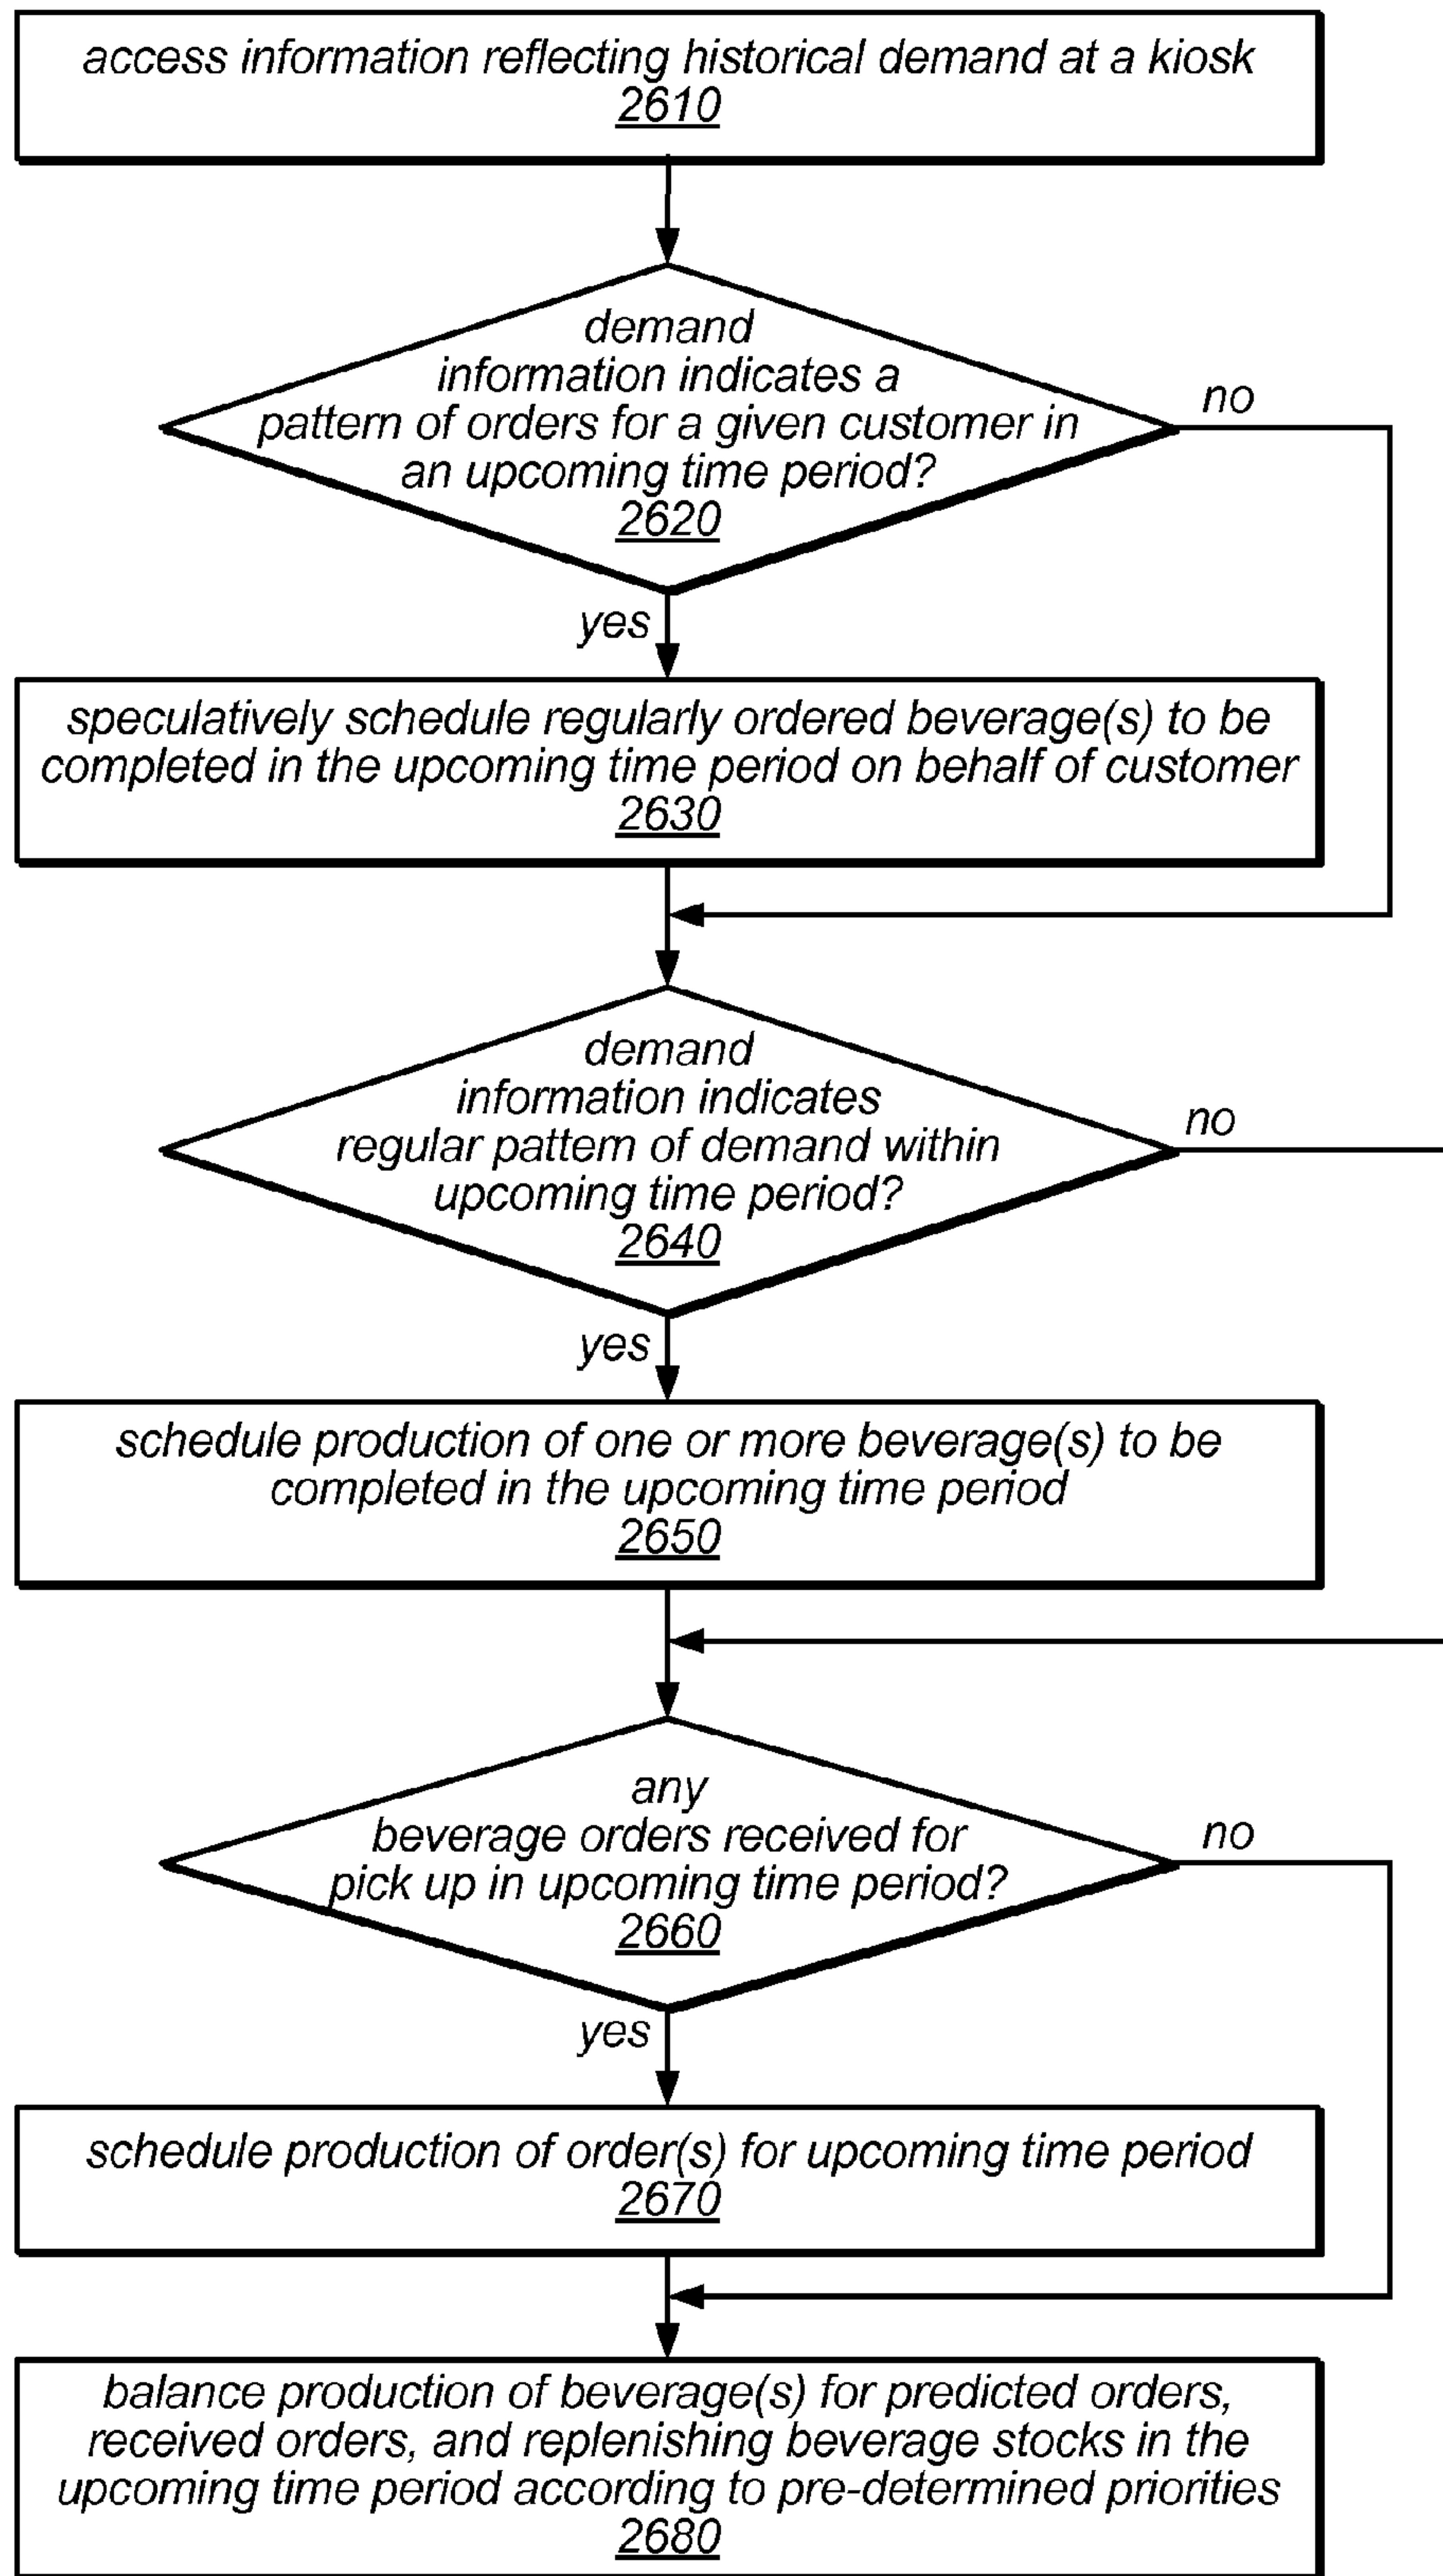 access information reflecting historical demand at a kiosk
2610
demand
information indicates a
pattern of orders for a given customer in
an upcoming time period?
2620
no
yes
speculatively schedule regularly ordered beverage(s) to be
completed in the upcoming time period on behalf of customer
2630
demand
information indicates
regular pattern of demand within
upcoming time period?
2640
no
yes
schedule production of one or more beverage(s) to be
completed in the upcoming time period
2650
any
beverage orders received for
pick up in upcoming time period?
2660
no
yes
schedule production of order(s) for upcoming time period
2670
balance production of beverage(s) for predicted orders,
received orders, and replenishing beverage stocks in the
upcoming time period according to pre-determined priorities
2680